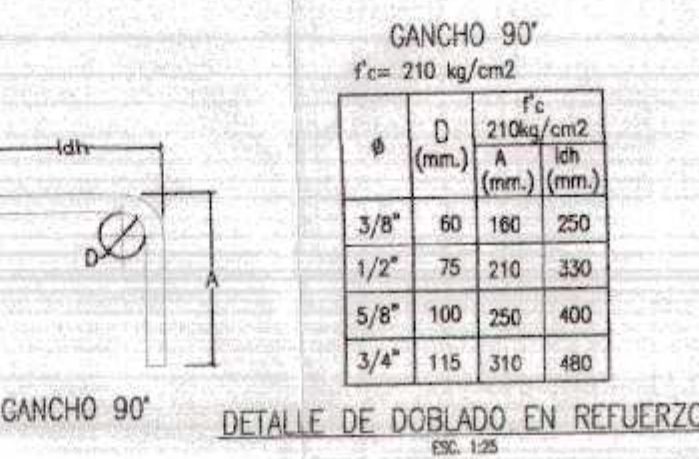 GANCHO 90°
f'c= 210 kg/cm2
ø D (mm.) f'c 210kg/cm2
A (mm.) ldh (mm.)
3/8" 60 160 250
1/2" 75 210 330
5/8" 100 250 400
3/4" 115 310 480
ldh
D
A
GANCHO 90°
DETALLE DE DOBLADO EN REFUERZO
ESC. 1:25